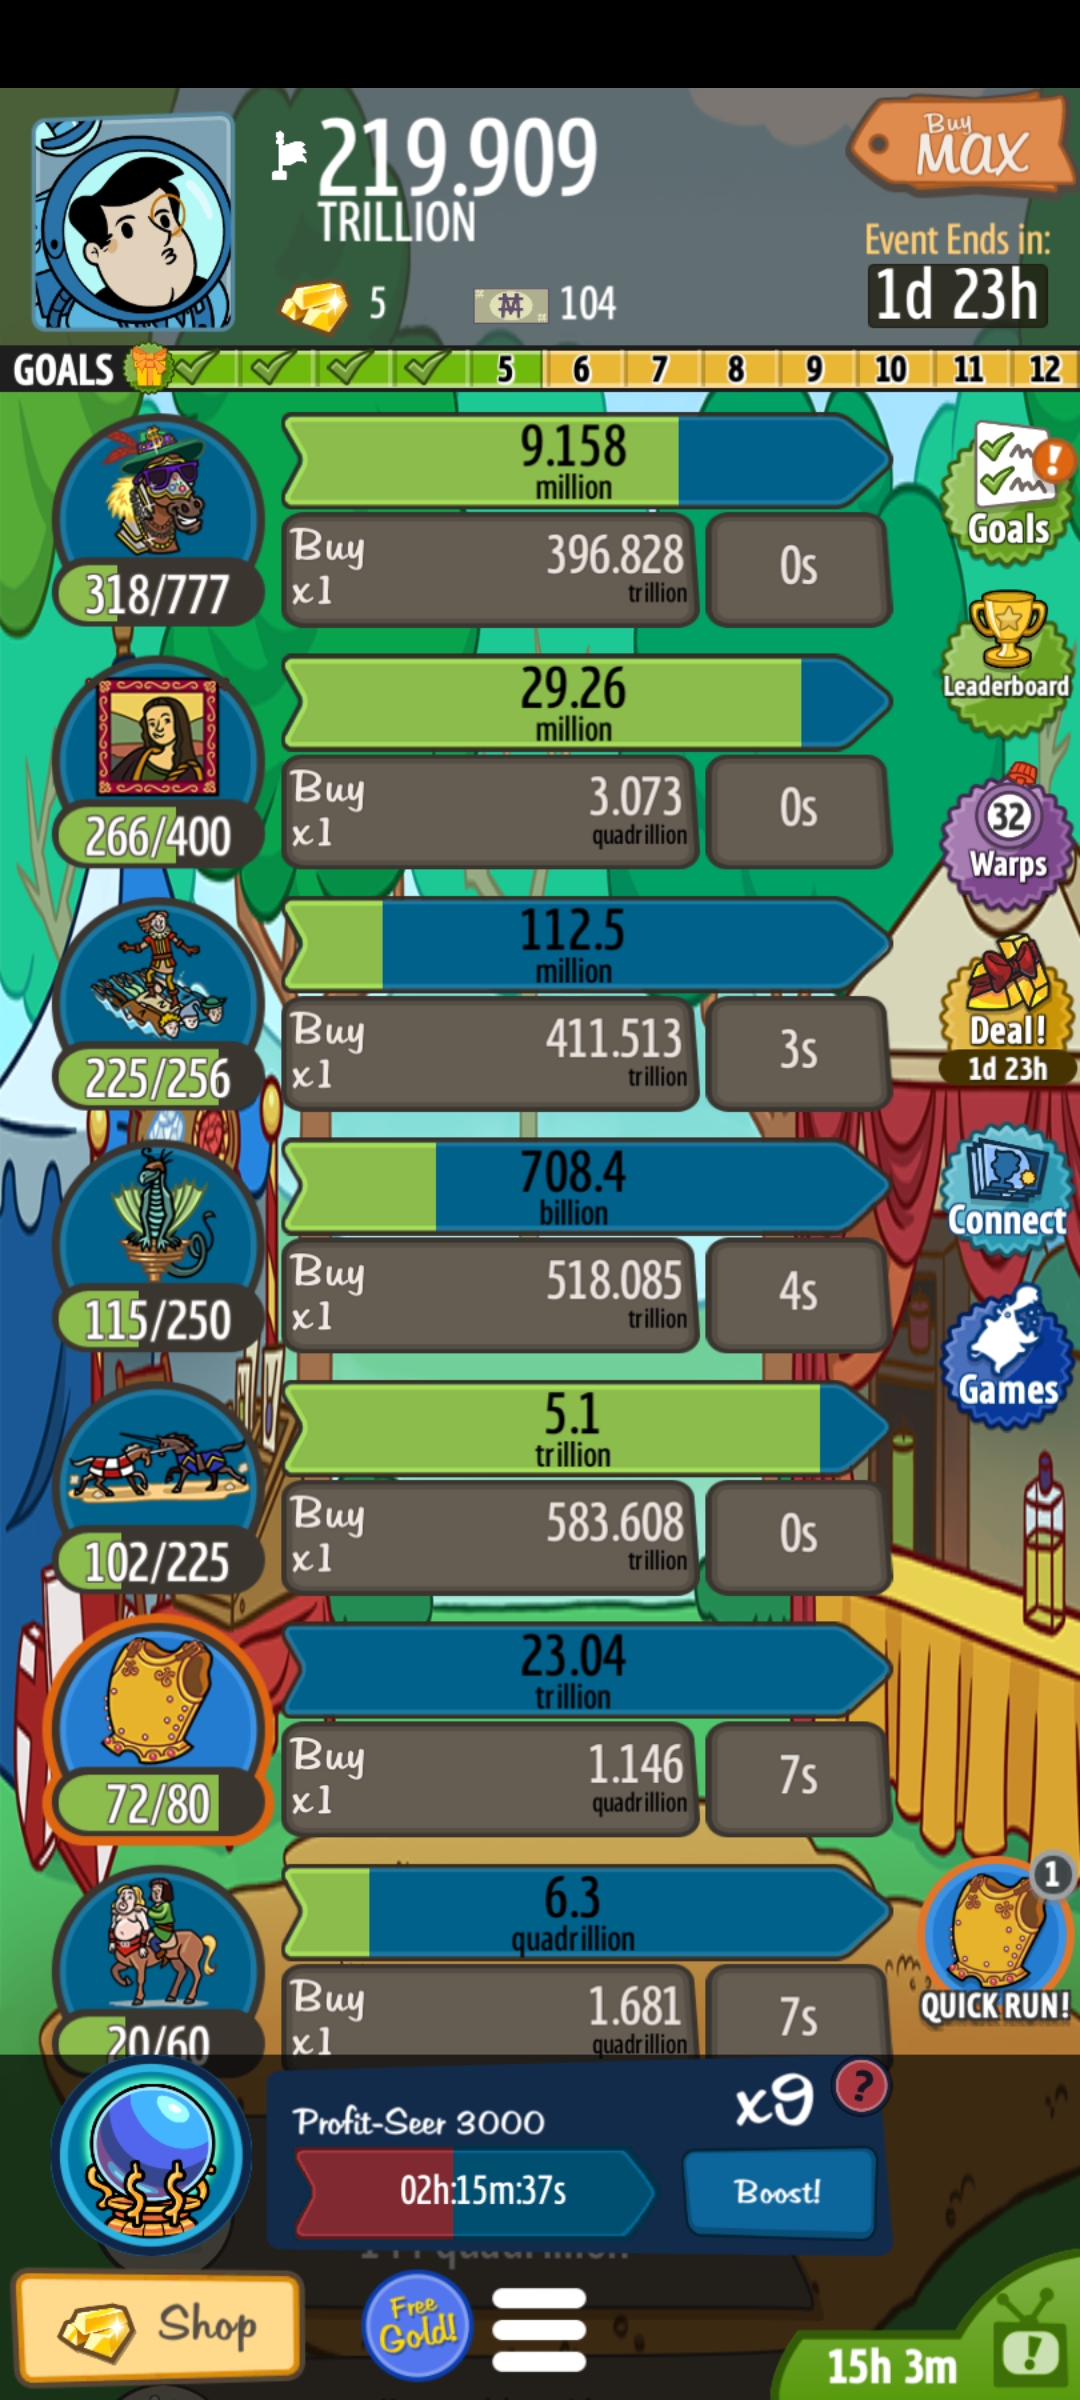 219.909
TRILLION
Buy
MAX
Event Ends in:
1d 23h
5
104
GOALS 5 6 7 8 9 10 11 12
9.158
million
318/777
Buy
x1
396.828
trillion
0s
Goals
Leaderboard
29.26
million
266/400
Buy
x1
3.073
quadrillion
0s
32
Warps
112.5
million
225/256
Buy
x1
411.513
trillion
3s
Deal!
1d 23h
708.4
billion
115/250
Buy
x1
518.085
trillion
4s
Connect
Games
5.1
trillion
102/225
Buy
x1
583.608
trillion
0s
23.04
trillion
72/80
Buy
x1
1.146
quadrillion
7s
6.3
quadrillion
20/60
Buy
x1
1.681
quadrillion
7s
1
QUICK RUN!
Profit-Seer 3000
x9
?
02h:15m:37s
Boost!
Shop
Free
Gold!
15h 3m